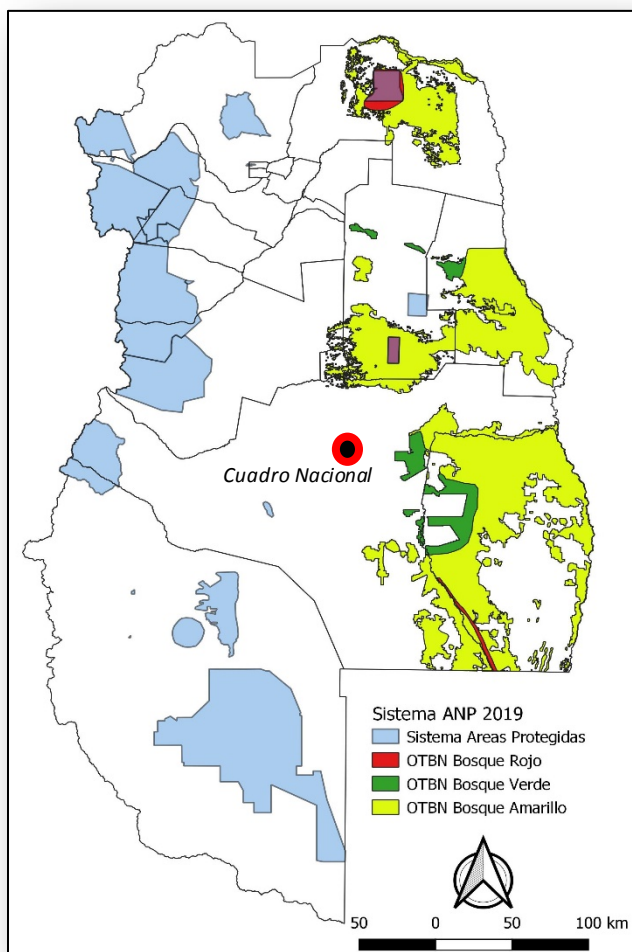 Cuadro Nacional
Sistema ANP 2019
Sistema Areas Protegidas
OTBN Bosque Rojo
OTBN Bosque Verde
OTBN Bosque Amarillo
50 0 50 100 km